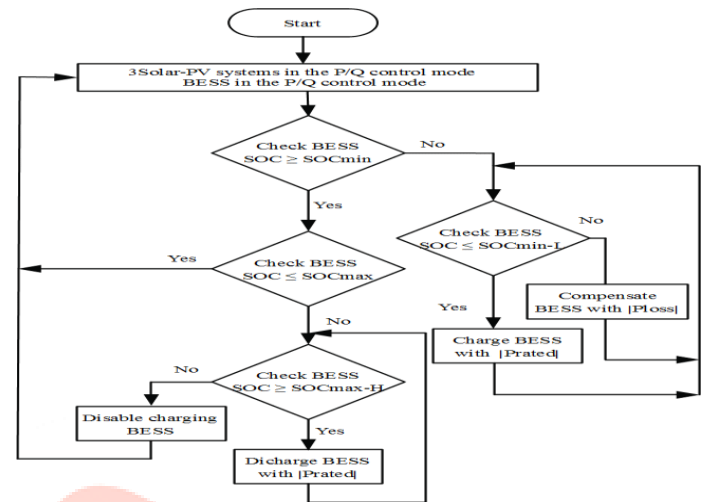 Start
3Solar-PV systems in the P/Q control mode
BESS in the P/Q control mode
Check BESS
SOC ≥ SOCmin
No
Yes
Check BESS
SOC ≤ SOCmin-L
No
Check BESS
SOC ≤ SOCmax
Yes
Compensate
BESS with |Ploss|
Yes
No
Charge BESS
with |Prated|
Check BESS
SOC ≥ SOCmax-H
No
Disable charging
BESS
Yes
Dicharge BESS
with |Prated|